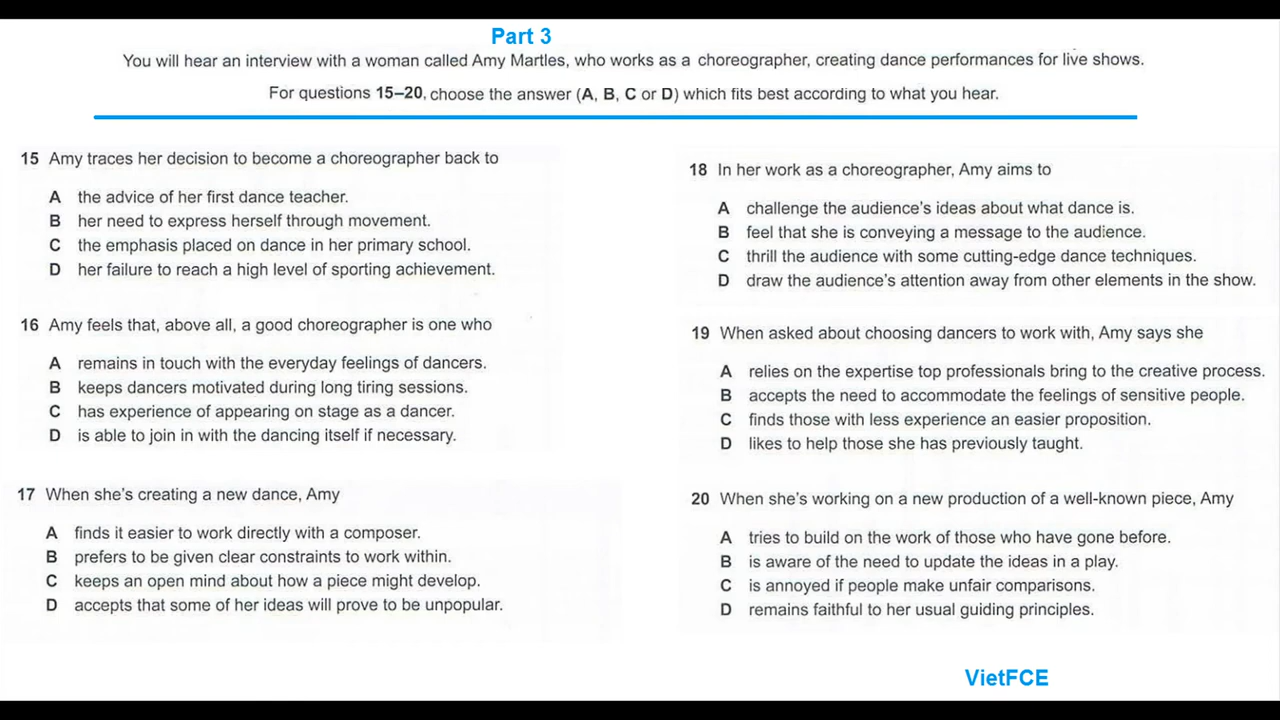 Part 3
You will hear an interview with a woman called Amy Martles, who works as a choreographer, creating dance performances for live shows.
For questions 15–20, choose the answer (A, B, C or D) which fits best according to what you hear.
15 Amy traces her decision to become a choreographer back to
A the advice of her first dance teacher.
B her need to express herself through movement.
C the emphasis placed on dance in her primary school.
D her failure to reach a high level of sporting achievement.
16 Amy feels that, above all, a good choreographer is one who
A remains in touch with the everyday feelings of dancers.
B keeps dancers motivated during long tiring sessions.
C has experience of appearing on stage as a dancer.
D is able to join in with the dancing itself if necessary.
17 When she's creating a new dance, Amy
A finds it easier to work directly with a composer.
B prefers to be given clear constraints to work within.
C keeps an open mind about how a piece might develop.
D accepts that some of her ideas will prove to be unpopular.
18 In her work as a choreographer, Amy aims to
A challenge the audience's ideas about what dance is.
B feel that she is conveying a message to the audience.
C thrill the audience with some cutting-edge dance techniques.
D draw the audience's attention away from other elements in the show.
19 When asked about choosing dancers to work with, Amy says she
A relies on the expertise top professionals bring to the creative process.
B accepts the need to accommodate the feelings of sensitive people.
C finds those with less experience an easier proposition.
D likes to help those she has previously taught.
20 When she's working on a new production of a well-known piece, Amy
A tries to build on the work of those who have gone before.
B is aware of the need to update the ideas in a play.
C is annoyed if people make unfair comparisons.
D remains faithful to her usual guiding principles.
VietFCE